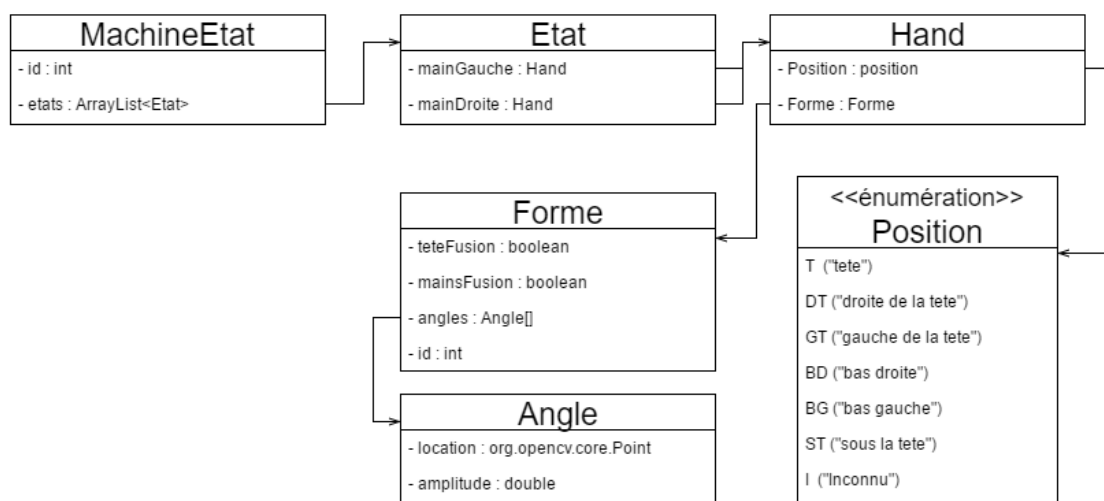 MachineEtat
- id : int
- etats : ArrayList<Etat>
Etat
- mainGauche : Hand
- mainDroite : Hand
Hand
- Position : position
- Forme : Forme
Forme
- teteFusion : boolean
- mainsFusion : boolean
- angles : Angle[]
- id : int
Angle
- location : org.opencv.core.Point
- amplitude : double
<<énumération>>
Position
T ("tete")
DT ("droite de la tete")
GT ("gauche de la tete")
BD ("bas droite")
BG ("bas gauche")
ST ("sous la tete")
I ("Inconnu")